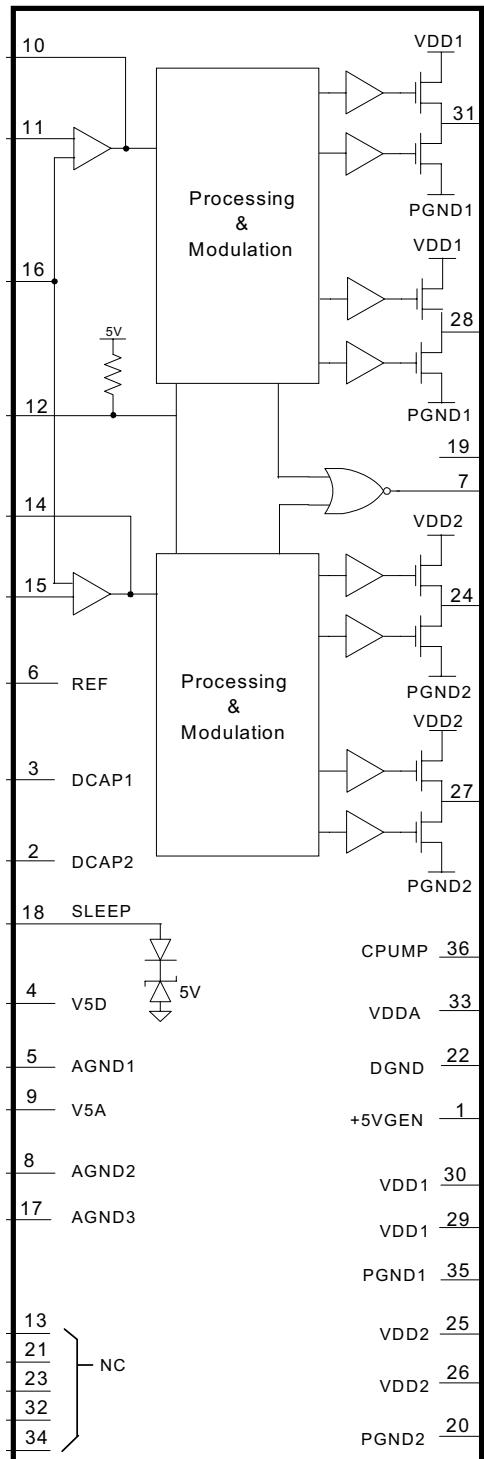 10
VDD1
31
11
Processing
&
Modulation
PGND1
VDD1
16
28
5V
12
PGND1
19
7
14
VDD2
24
15
6 REF
Processing
&
Modulation
PGND2
VDD2
3 DCAP1
27
2 DCAP2
PGND2
18 SLEEP
5V
CPUMP 36
4 V5D
VDDA 33
5 AGND1
DGND 22
9 V5A
+5VGEN 1
8 AGND2
VDD1 30
17 AGND3
VDD1 29
PGND1 35
13
VDD2 25
21
NC
23
VDD2 26
32
34
PGND2 20